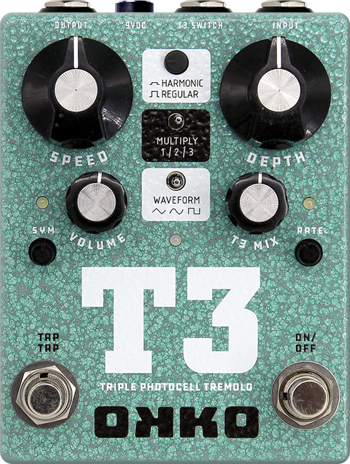 OUTPUT 9VDC T3 SWITCH INPUT
HARMONIC
REGULAR
MULTIPLY
1/2/3
SPEED DEPTH
WAVEFORM
SYM. VOLUME T3 MIX RATE
T3
TAP
TAP
ON/
OFF
TRIPLE PHOTOCELL TREMOLO
OKKO